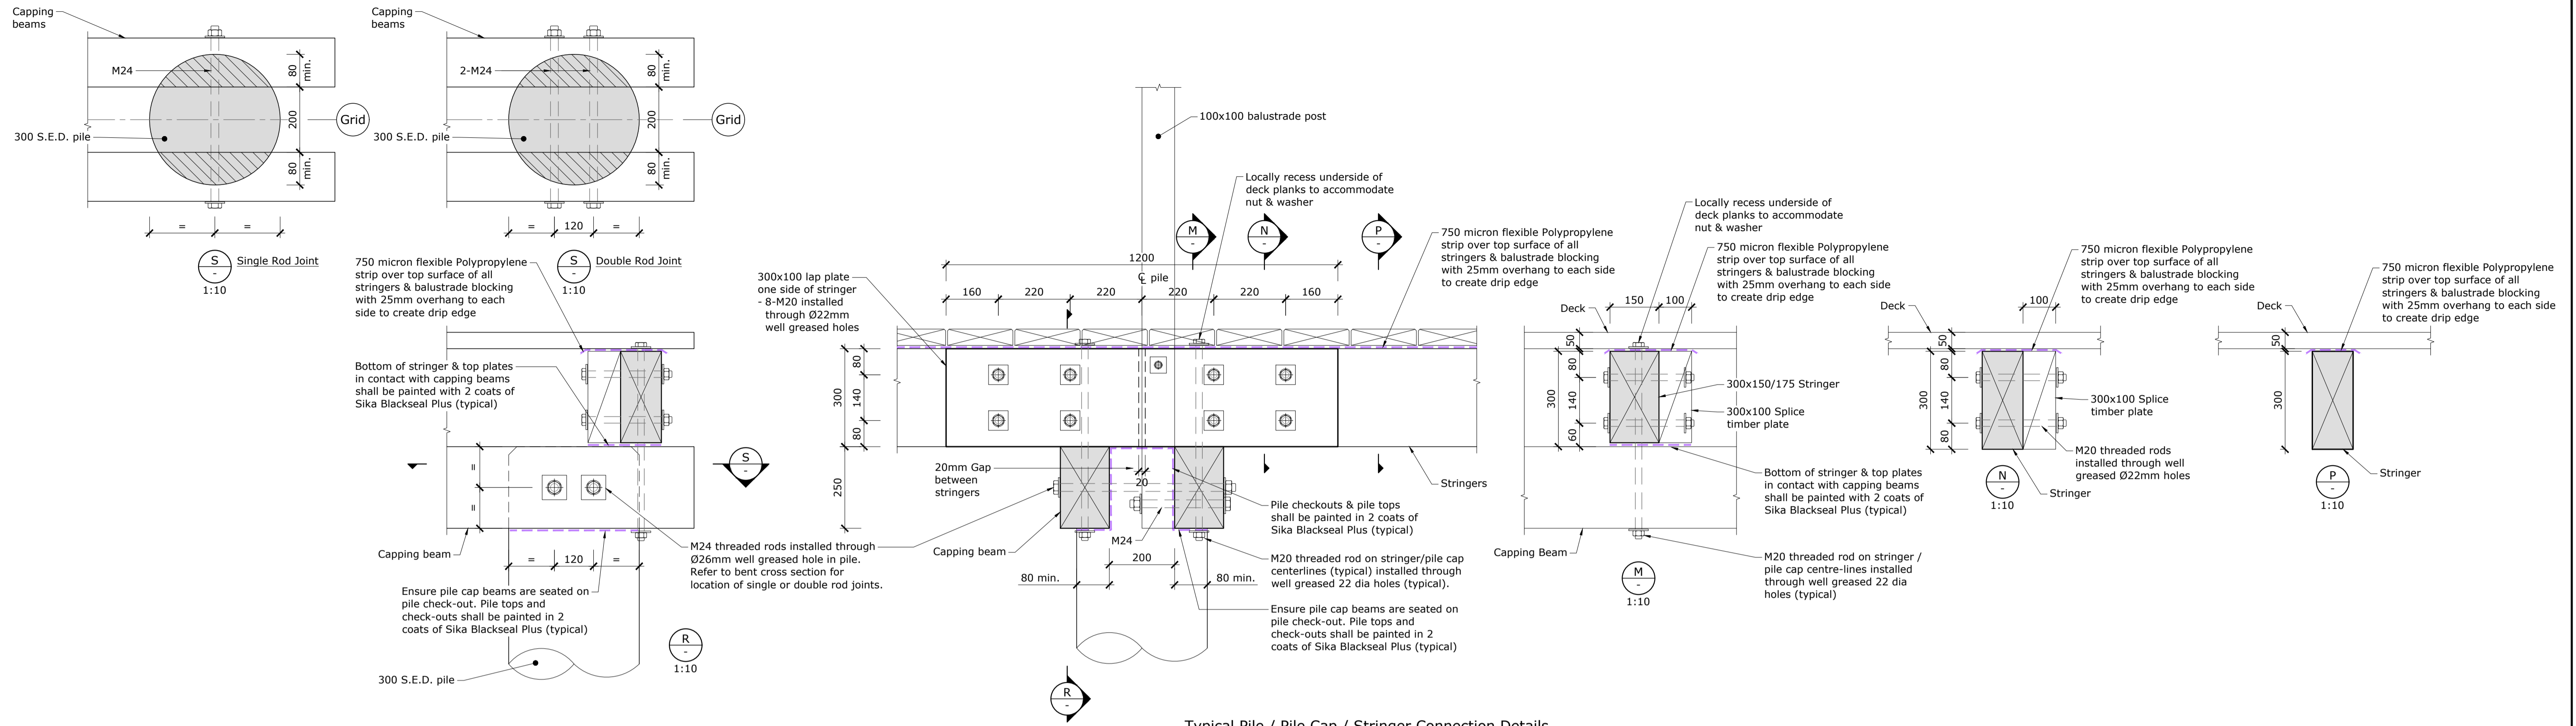 Capping
beams
M24
80
min.
200
80
min.
300 S.E.D. pile
Grid
=
=
S
-
1:10
Single Rod Joint
Capping
beams
2-M24
80
min.
200
80
min.
300 S.E.D. pile
Grid
=
120
=
S
-
1:10
Double Rod Joint
750 micron flexible Polypropylene
strip over top surface of all
stringers & balustrade blocking
with 25mm overhang to each
side to create drip edge
Bottom of stringer & top plates
in contact with capping beams
shall be painted with 2 coats of
Sika Blackseal Plus (typical)
=
=
S
-
Capping beam
=
120
=
Ensure pile cap beams are seated on
pile check-out. Pile tops and
check-outs shall be painted in 2
coats of Sika Blackseal Plus (typical)
300 S.E.D. pile
R
-
1:10
M24 threaded rods installed through
Ø26mm well greased hole in pile.
Refer to bent cross section for
location of single or double rod joints.
100x100 balustrade post
Locally recess underside of
deck planks to accommodate
nut & washer
M
-
N
-
P
-
750 micron flexible Polypropylene
strip over top surface of all
stringers & balustrade blocking
with 25mm overhang to each side
to create drip edge
300x100 lap plate
one side of stringer
- 8-M20 installed
through Ø22mm
well greased holes
1200
℄ pile
160
220
220
220
220
160
300
80
140
80
250
20mm Gap
between
stringers
20
Stringers
Pile checkouts & pile tops
shall be painted in 2 coats of
Sika Blackseal Plus (typical)
Capping beam
M24
200
80 min.
80 min.
M20 threaded rod on stringer/pile cap
centerlines (typical) installed through
well greased 22 dia holes (typical).
Ensure pile cap beams are seated on
pile check-out. Pile tops and
check-outs shall be painted in 2
coats of Sika Blackseal Plus (typical)
R
-
Locally recess underside of
deck planks to accommodate
nut & washer
750 micron flexible Polypropylene
strip over top surface of all
stringers & balustrade blocking
with 25mm overhang to each side
to create drip edge
Deck
150
100
50
300
80
140
60
300x150/175 Stringer
300x100 Splice
timber plate
Bottom of stringer & top plates
in contact with capping beams
shall be painted with 2 coats of
Sika Blackseal Plus (typical)
Capping Beam
M20 threaded rod on stringer /
pile cap centre-lines installed
through well greased 22 dia
holes (typical)
M
-
1:10
750 micron flexible Polypropylene
strip over top surface of all
stringers & balustrade blocking
with 25mm overhang to each side
to create drip edge
Deck
100
50
300
80
140
80
300x100 Splice
timber plate
M20 threaded rods
installed through well
greased Ø22mm holes
Stringer
N
-
1:10
750 micron flexible Polypropylene
strip over top surface of all
stringers & balustrade blocking
with 25mm overhang to each side
to create drip edge
Deck
50
300
Stringer
P
-
1:10
Typical Pile / Pile Cap / Stringer Connection Details